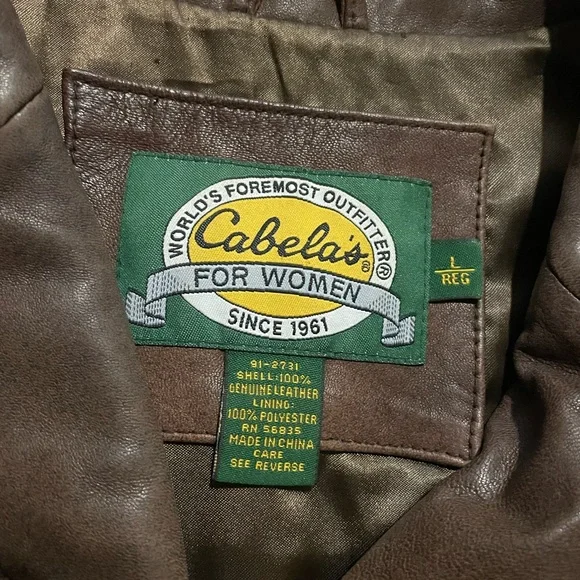 WORLD'S FOREMOST OUTFITTER®
Cabela's®
FOR WOMEN
SINCE 1961
L
REG
91-2731
SHELL:100%
GENUINE LEATHER
LINING:
100% POLYESTER
RN 56835
MADE IN CHINA
CARE
SEE REVERSE